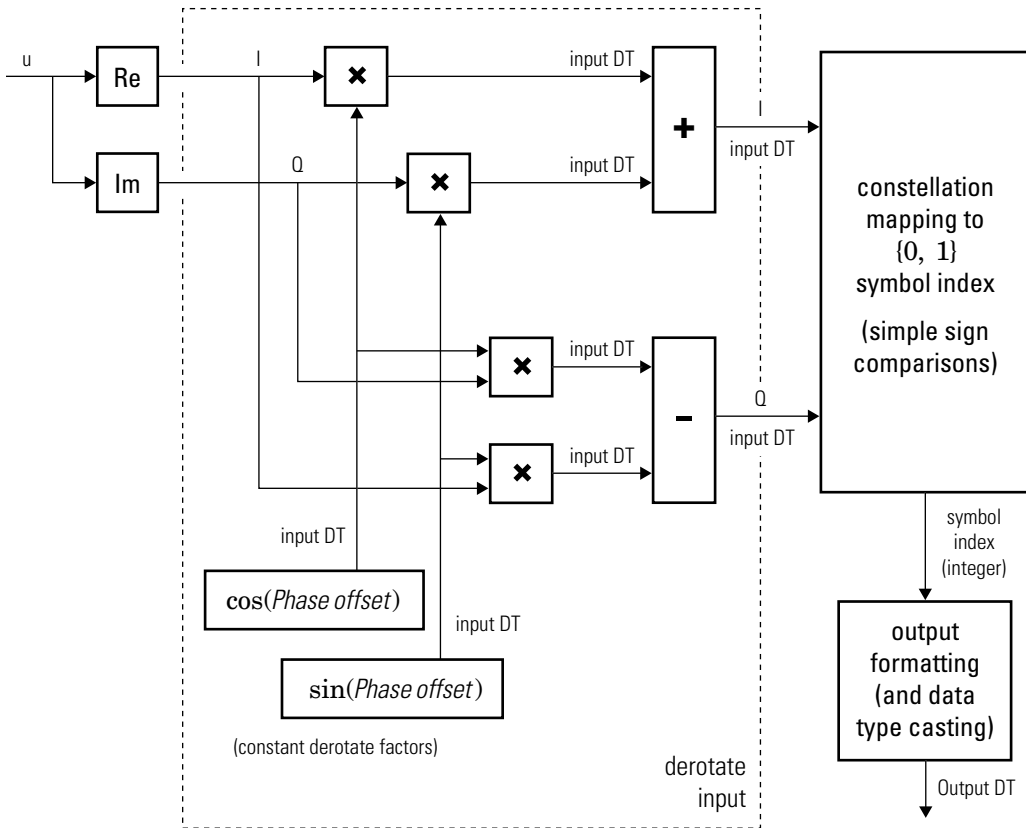 u
Re
I
×
input DT
+
I
input DT
Im
Q
×
input DT
constellation
mapping to
{0, 1}
symbol index
(simple sign
comparisons)
×
input DT
-
Q
input DT
×
input DT
input DT
cos(Phase offset)
input DT
sin(Phase offset)
(constant derotate factors)
derotate
input
symbol
index
(integer)
output
formatting
(and data
type casting)
Output DT